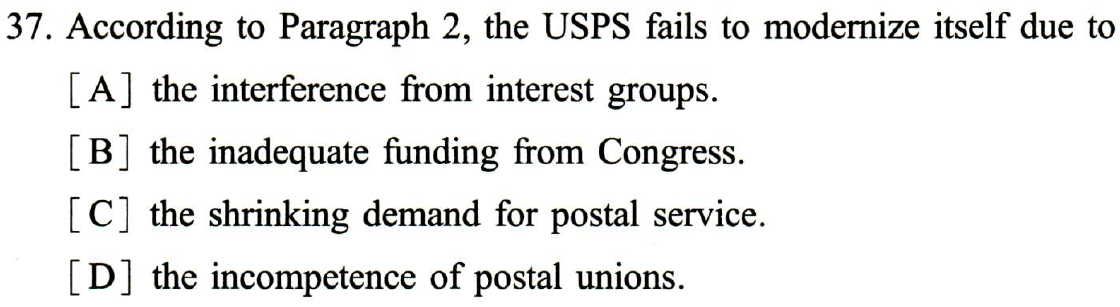 37. According to Paragraph 2, the USPS fails to modernize itself due to
[A] the interference from interest groups.
[B] the inadequate funding from Congress.
[C] the shrinking demand for postal service.
[D] the incompetence of postal unions.